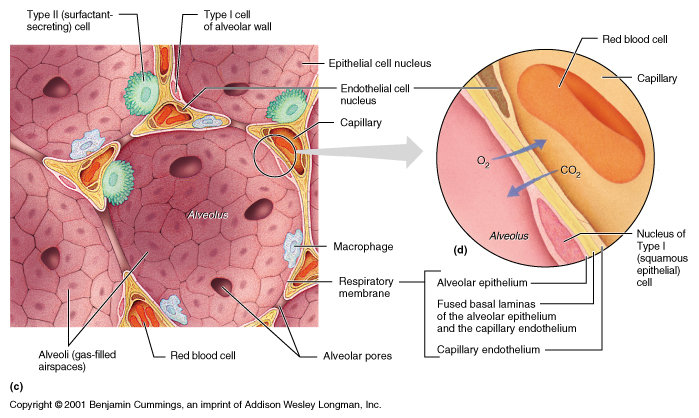 Type II (surfactant-
secreting) cell
Type I cell
of alveolar wall
Epithelial cell nucleus
Endothelial cell
nucleus
Capillary
Alveolus
Macrophage
Respiratory
membrane
Alveoli (gas-filled
airspaces)
Red blood cell
Alveolar pores
(c)
Red blood cell
Capillary
O2
CO2
Alveolus
(d)
Nucleus of
Type I
(squamous
epithelial)
cell
Alveolar epithelium
Fused basal laminas
of the alveolar epithelium
and the capillary endothelium
Capillary endothelium
Copyright © 2001 Benjamin Cummings, an imprint of Addison Wesley Longman, Inc.